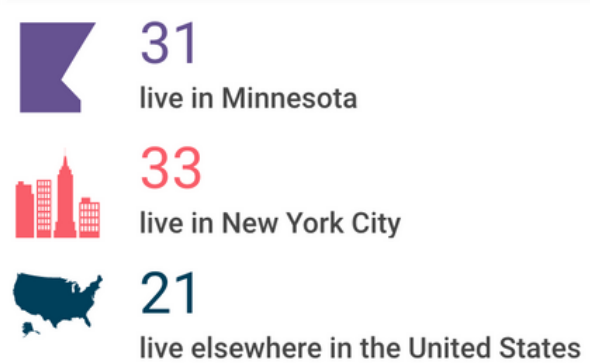 31
live in Minnesota
33
live in New York City
21
live elsewhere in the United States